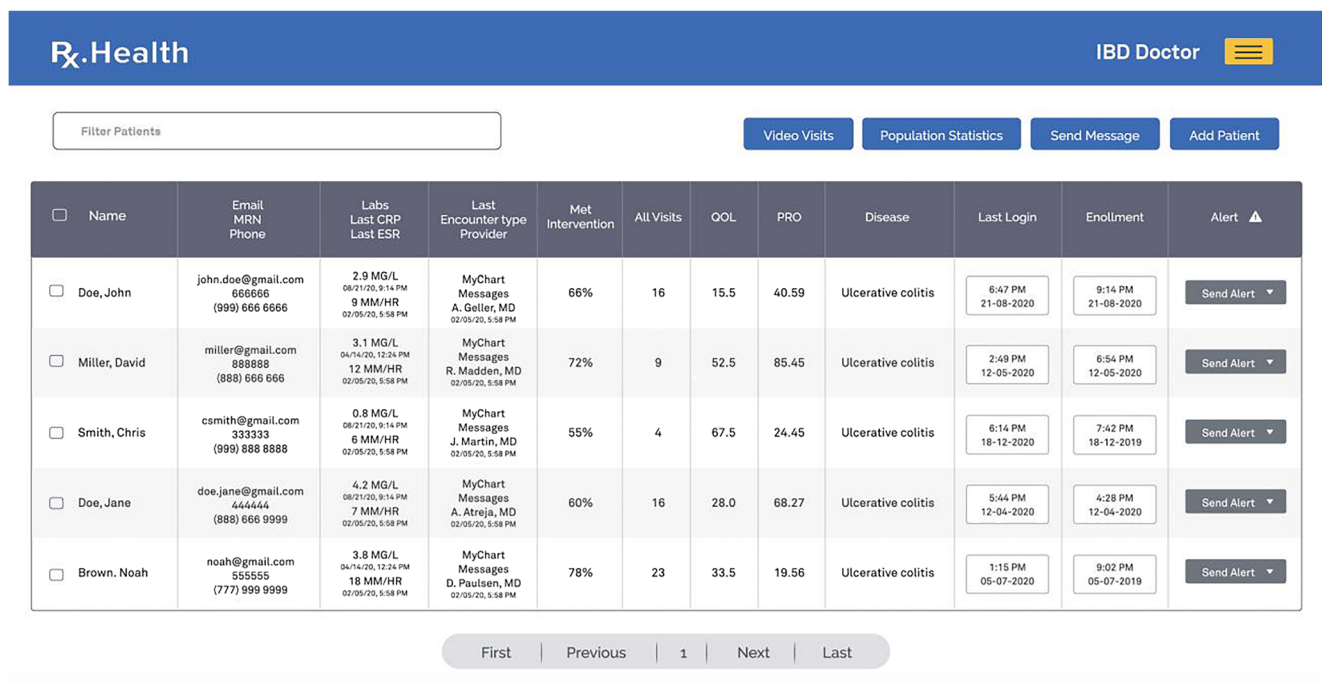 Rx.Health
IBD Doctor
Filter Patients
Video Visits
Population Statistics
Send Message
Add Patient
Name
Email
MRN
Phone
Labs
Last CRP
Last ESR
Last
Encounter type
Provider
Met
Intervention
All Visits
QOL
PRO
Disease
Last Login
Enollment
Alert
Doe, John
john.doe@gmail.com
666666
(999) 666 6666
2.9 MG/L
08/21/20, 9:14 PM
9 MM/HR
02/05/20, 5:58 PM
MyChart
Messages
A. Geller, MD
02/05/20, 5:58 PM
66%
16
15.5
40.59
Ulcerative colitis
6:47 PM
21-08-2020
9:14 PM
21-08-2020
Send Alert
Miller, David
miller@gmail.com
888888
(888) 666 666
3.1 MG/L
04/14/20, 12:24 PM
12 MM/HR
02/05/20, 5:58 PM
MyChart
Messages
R. Madden, MD
02/05/20, 5:58 PM
72%
9
52.5
85.45
Ulcerative colitis
2:49 PM
12-05-2020
6:54 PM
12-05-2020
Send Alert
Smith, Chris
csmith@gmail.com
333333
(999) 888 8888
0.8 MG/L
08/21/20, 9:14 PM
6 MM/HR
02/05/20, 5:58 PM
MyChart
Messages
J. Martin, MD
02/05/20, 5:58 PM
55%
4
67.5
24.45
Ulcerative colitis
6:14 PM
18-12-2020
7:42 PM
18-12-2019
Send Alert
Doe, Jane
doe.jane@gmail.com
444444
(888) 666 9999
4.2 MG/L
08/21/20, 9:14 PM
7 MM/HR
02/05/20, 5:58 PM
MyChart
Messages
A. Atreja, MD
02/05/20, 5:58 PM
60%
16
28.0
68.27
Ulcerative colitis
5:44 PM
12-04-2020
4:28 PM
12-04-2020
Send Alert
Brown. Noah
noah@gmail.com
555555
(777) 999 9999
3.8 MG/L
04/14/20, 12:24 PM
18 MM/HR
02/05/20, 5:58 PM
MyChart
Messages
D. Paulsen, MD
02/05/20, 5:58 PM
78%
23
33.5
19.56
Ulcerative colitis
1:15 PM
05-07-2020
9:02 PM
05-07-2019
Send Alert
First
Previous
1
Next
Last